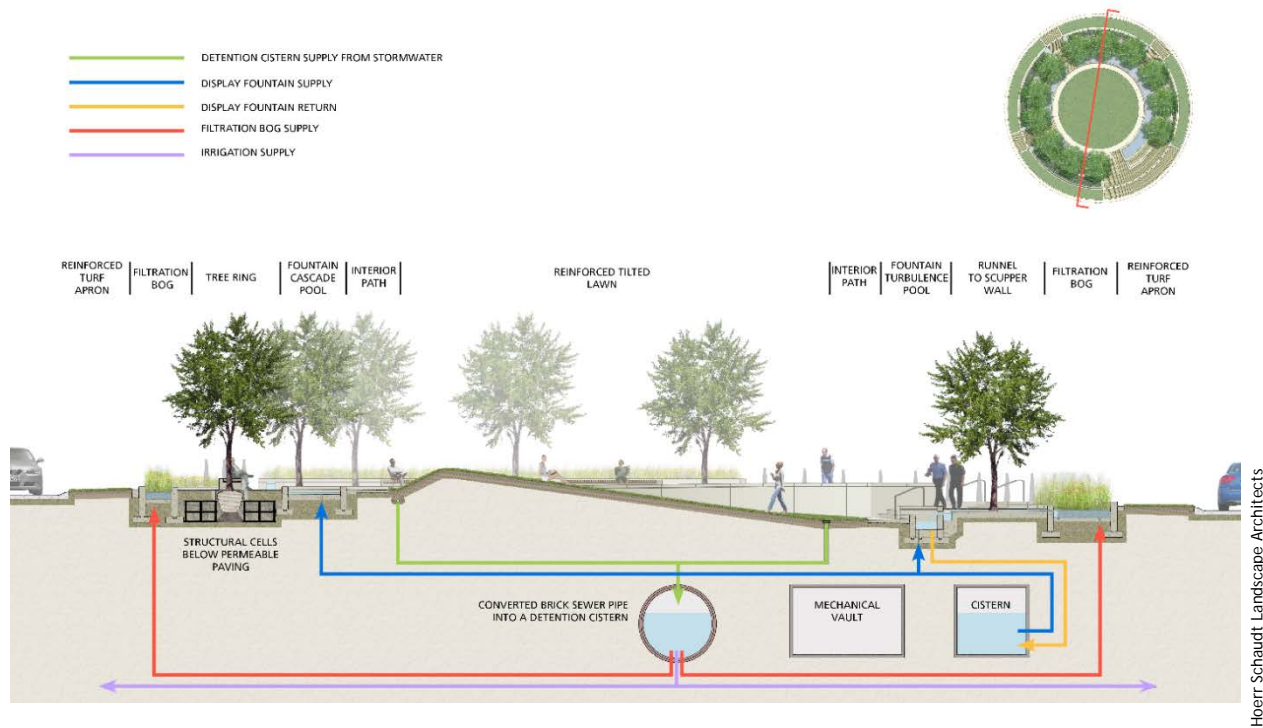 DETENTION CISTERN SUPPLY FROM STORMWATER
DISPLAY FOUNTAIN SUPPLY
DISPLAY FOUNTAIN RETURN
FILTRATION BOG SUPPLY
IRRIGATION SUPPLY
REINFORCED
TURF
APRON
FILTRATION
BOG
TREE RING
FOUNTAIN
CASCADE
POOL
INTERIOR
PATH
REINFORCED TILTED
LAWN
INTERIOR
PATH
FOUNTAIN
TURBULENCE
POOL
RUNNEL
TO SCUPPER
WALL
FILTRATION
BOG
REINFORCED
TURF
APRON
STRUCTURAL CELLS
BELOW PERMEABLE
PAVING
CONVERTED BRICK SEWER PIPE
INTO A DETENTION CISTERN
MECHANICAL
VAULT
CISTERN
Hoerr Schaudt Landscape Architects